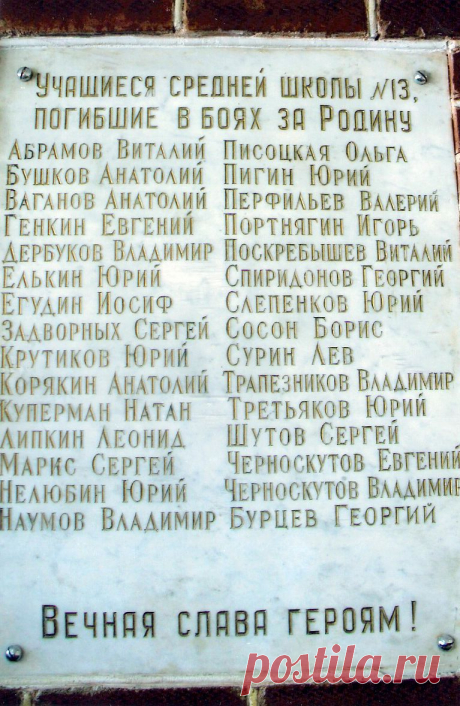 Учащиеся средней школы №13,
погибшие в боях за Родину
Абрамов Виталий Писоцкая Ольга
Бушков Анатолий Пигин Юрий
Ваганов Анатолий Перфильев Валерий
Генкин Евгений Портнягин Игорь
Дербуков Владимир Поскребышев Виталий
Елькин Юрий Спиридонов Георгий
Егудин Иосиф Слепенков Юрий
Задворных Сергей Сосон Борис
Крутиков Юрий Сурин Лев
Корякин Анатолий Трапезников Владимир
Куперман Натан Третьяков Юрий
Липкин Леонид Шутов Сергей
Марис Сергей Черноскутов Евгений
Нелюбин Юрий Черноскутов Владимир
Наумов Владимир Бурцев Георгий
Вечная слава героям!
postila.ru